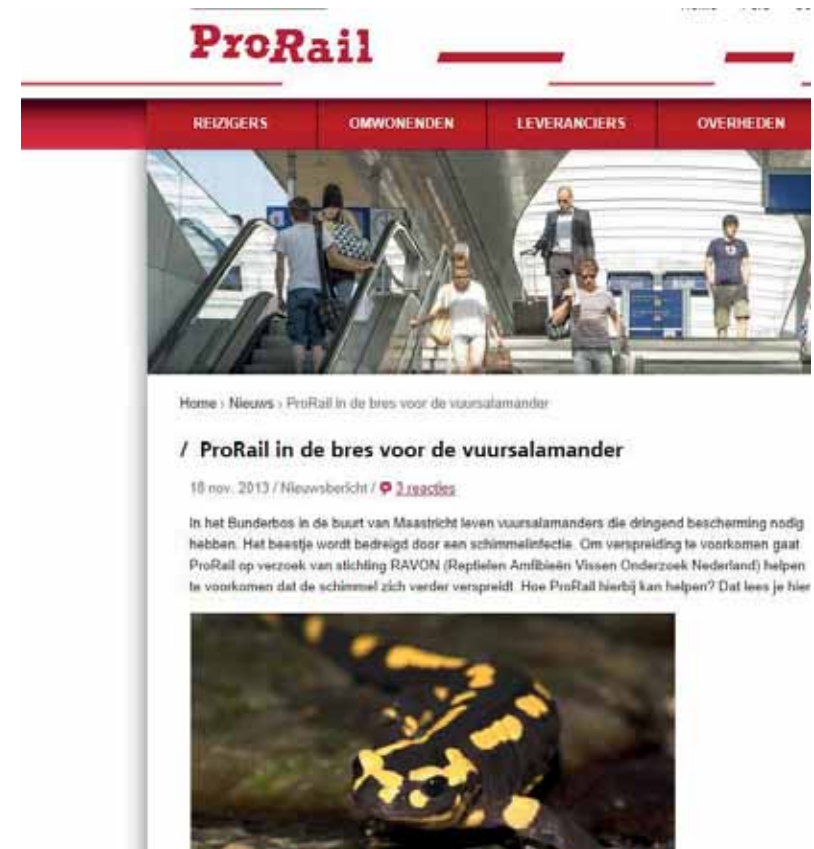 ProRail
REIZIGERS OMWONENDEN LEVERANCIERS OVERHEDEN
Home › Nieuws › ProRail in de bres voor de vuursalamander
/ ProRail in de bres voor de vuursalamander
18 nov. 2013 / Nieuwsbericht / 3 reacties
In het Bunderbos in de buurt van Maastricht leven vuursalamanders die dringend bescherming nodig
hebben. Het beestje wordt bedreigd door een schimmelinfectie. Om verspreiding te voorkomen gaat
ProRail op verzoek van stichting RAVON (Reptielen Amfibieën Vissen Onderzoek Nederland) helpen
te voorkomen dat de schimmel zich verder verspreidt. Hoe ProRail hierbij kan helpen? Dat lees je hier